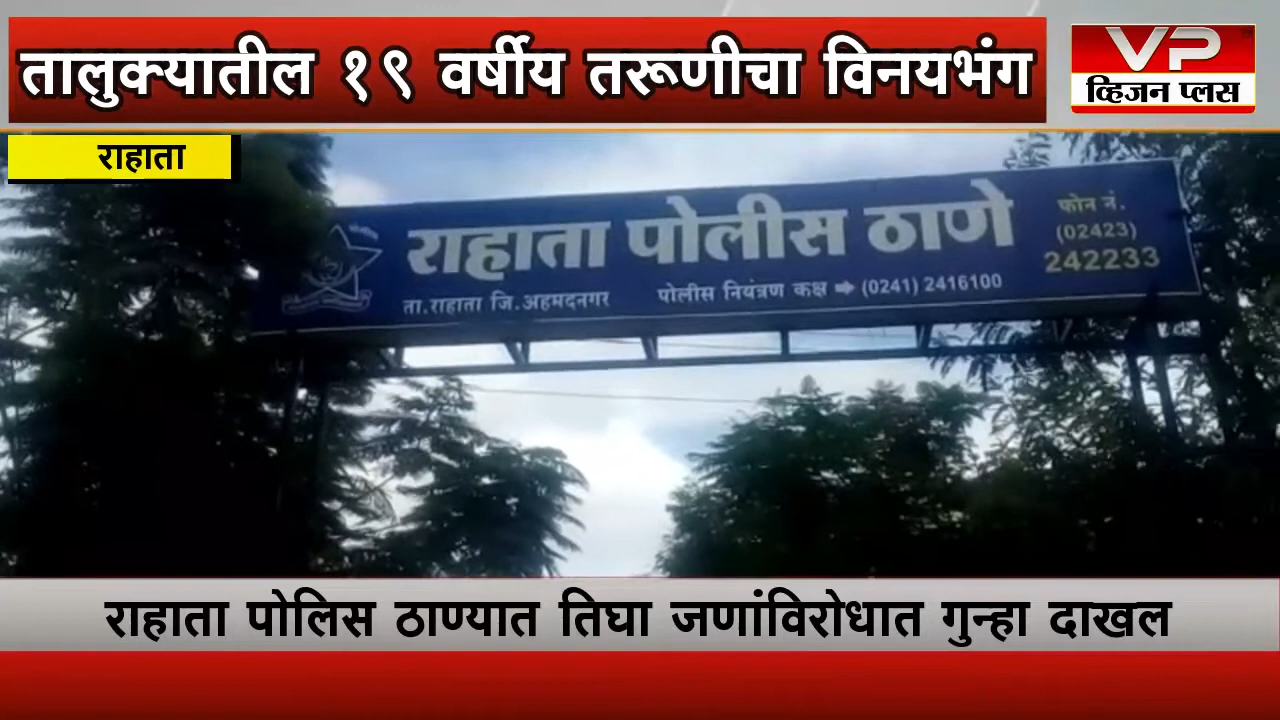 तालुक्यातील १९ वर्षीय तरूणीचा विनयभंग
VP
व्हिजन प्लस
राहाता
राहाता पोलीस ठाणे
फोन नं.
(02423)
242233
ता.राहाता जि.अहमदनगर
पोलीस नियंत्रण कक्ष ➡ (0241) 2416100
राहाता पोलिस ठाण्यात तिघा जणांविरोधात गुन्हा दाखल